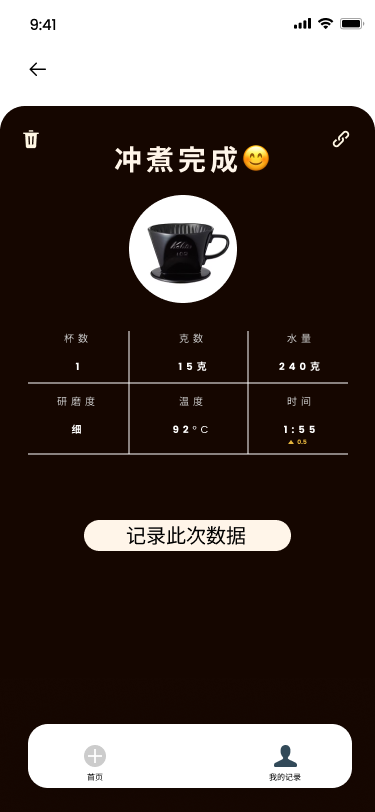 9:41
冲煮完成😊
杯数 克数 水量
1 15克 240克
研磨度 温度 时间
细 92°C 1:55
▲ 0.5
记录此次数据
首页 我的记录